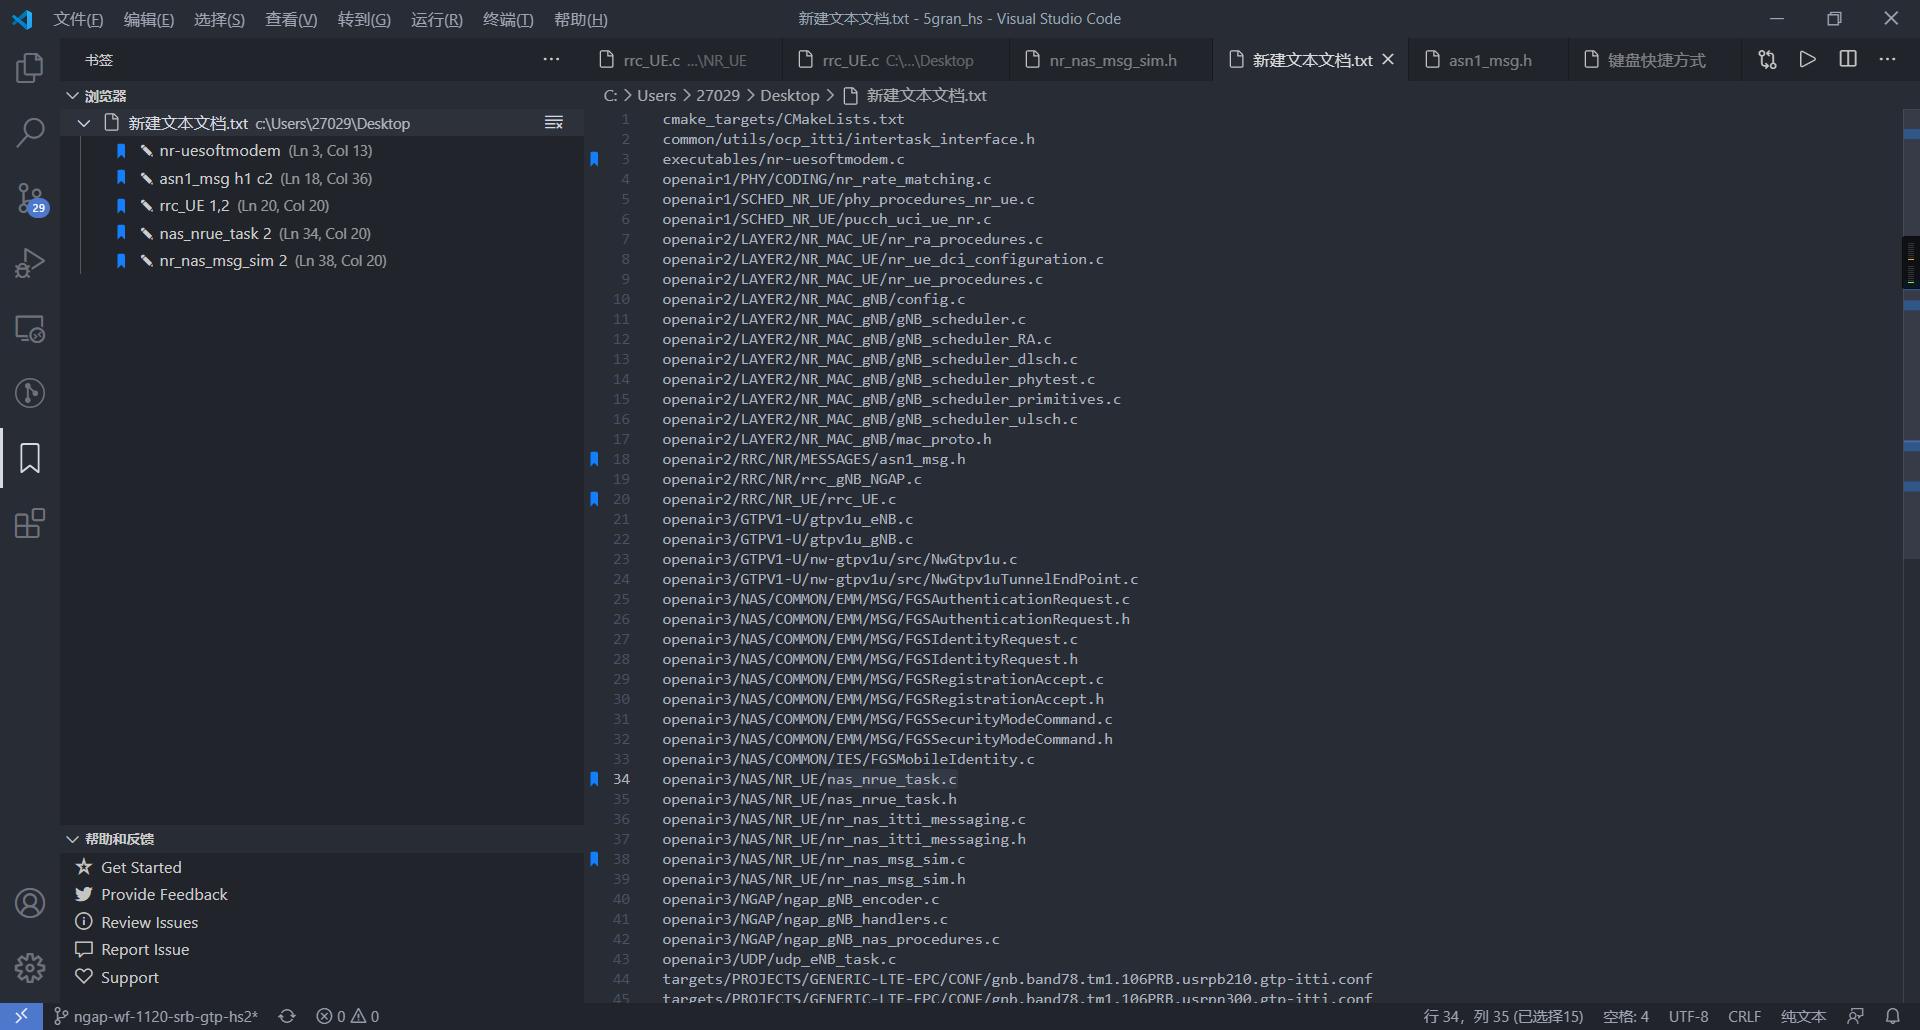 文件(F) 编辑(E) 选择(S) 查看(V) 转到(G) 运行(R) 终端(T) 帮助(H)
新建文本文档.txt - 5gran_hs - Visual Studio Code
书签
rrc_UE.c ...\NR_UE
rrc_UE.c C:\...\Desktop
nr_nas_msg_sim.h
新建文本文档.txt
asn1_msg.h
键盘快捷方式
浏览器
新建文本文档.txt c:\Users\27029\Desktop
nr-uesoftmodem (Ln 3, Col 13)
asn1_msg h1 c2 (Ln 18, Col 36)
rrc_UE 1,2 (Ln 20, Col 20)
nas_nrue_task 2 (Ln 34, Col 20)
nr_nas_msg_sim 2 (Ln 38, Col 20)
29
帮助和反馈
Get Started
Provide Feedback
Review Issues
Report Issue
Support
C: > Users > 27029 > Desktop > 新建文本文档.txt
1 cmake_targets/CMakeLists.txt
2 common/utils/ocp_itti/intertask_interface.h
3 executables/nr-uesoftmodem.c
4 openair1/PHY/CODING/nr_rate_matching.c
5 openair1/SCHED_NR_UE/phy_procedures_nr_ue.c
6 openair1/SCHED_NR_UE/pucch_uci_ue_nr.c
7 openair2/LAYER2/NR_MAC_UE/nr_ra_procedures.c
8 openair2/LAYER2/NR_MAC_UE/nr_ue_dci_configuration.c
9 openair2/LAYER2/NR_MAC_UE/nr_ue_procedures.c
10 openair2/LAYER2/NR_MAC_gNB/config.c
11 openair2/LAYER2/NR_MAC_gNB/gNB_scheduler.c
12 openair2/LAYER2/NR_MAC_gNB/gNB_scheduler_RA.c
13 openair2/LAYER2/NR_MAC_gNB/gNB_scheduler_dlsch.c
14 openair2/LAYER2/NR_MAC_gNB/gNB_scheduler_phytest.c
15 openair2/LAYER2/NR_MAC_gNB/gNB_scheduler_primitives.c
16 openair2/LAYER2/NR_MAC_gNB/gNB_scheduler_ulsch.c
17 openair2/LAYER2/NR_MAC_gNB/mac_proto.h
18 openair2/RRC/NR/MESSAGES/asn1_msg.h
19 openair2/RRC/NR/rrc_gNB_NGAP.c
20 openair2/RRC/NR_UE/rrc_UE.c
21 openair3/GTPV1-U/gtpv1u_eNB.c
22 openair3/GTPV1-U/gtpv1u_gNB.c
23 openair3/GTPV1-U/nw-gtpv1u/src/NwGtpv1u.c
24 openair3/GTPV1-U/nw-gtpv1u/src/NwGtpv1uTunnelEndPoint.c
25 openair3/NAS/COMMON/EMM/MSG/FGSAuthenticationRequest.c
26 openair3/NAS/COMMON/EMM/MSG/FGSAuthenticationRequest.h
27 openair3/NAS/COMMON/EMM/MSG/FGSIdentityRequest.c
28 openair3/NAS/COMMON/EMM/MSG/FGSIdentityRequest.h
29 openair3/NAS/COMMON/EMM/MSG/FGSRegistrationAccept.c
30 openair3/NAS/COMMON/EMM/MSG/FGSRegistrationAccept.h
31 openair3/NAS/COMMON/EMM/MSG/FGSSecurityModeCommand.c
32 openair3/NAS/COMMON/EMM/MSG/FGSSecurityModeCommand.h
33 openair3/NAS/COMMON/IES/FGSMobileIdentity.c
34 openair3/NAS/NR_UE/nas_nrue_task.c
35 openair3/NAS/NR_UE/nas_nrue_task.h
36 openair3/NAS/NR_UE/nr_nas_itti_messaging.c
37 openair3/NAS/NR_UE/nr_nas_itti_messaging.h
38 openair3/NAS/NR_UE/nr_nas_msg_sim.c
39 openair3/NAS/NR_UE/nr_nas_msg_sim.h
40 openair3/NGAP/ngap_gNB_encoder.c
41 openair3/NGAP/ngap_gNB_handlers.c
42 openair3/NGAP/ngap_gNB_nas_procedures.c
43 openair3/UDP/udp_eNB_task.c
44 targets/PROJECTS/GENERIC-LTE-EPC/CONF/gnb.band78.tm1.106PRB.usrpb210.gtp-itti.conf
45 targets/PROJECTS/GENERIC-LTE-EPC/CONF/gnb.band78.tm1.106PRB.usrpn300.gtp-itti.conf
ngap-wf-1120-srb-gtp-hs2* 0 0
行 34，列 35 (已选择15) 空格: 4 UTF-8 CRLF 纯文本